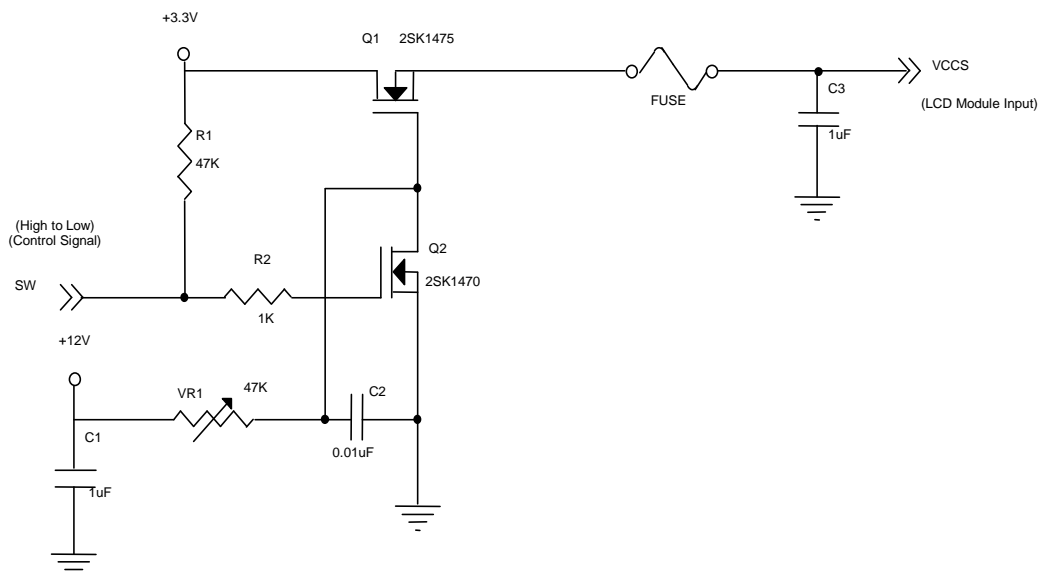 +3.3V
Q1 2SK1475
VCCS
FUSE
C3
(LCD Module Input)
1uF
R1
47K
(High to Low)
(Control Signal)
Q2
R2
2SK1470
SW
1K
+12V
VR1
47K
C2
C1
0.01uF
1uF